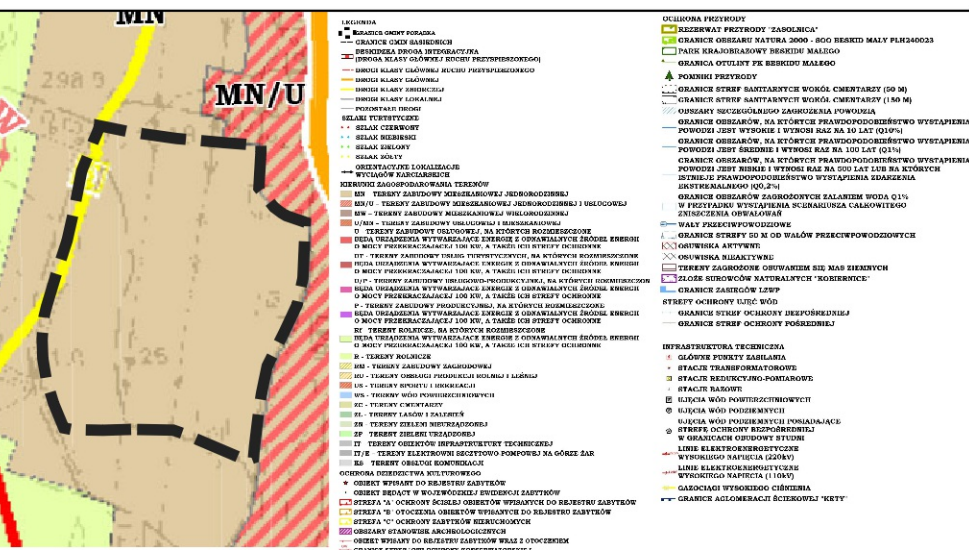 MN
298.9
MN/U
25
LEGENDA
GRANICE GMINY PORĄBKA
GRANICE GMIN SĄSIEDNICH
BESKIDZKA DROGA INTEGRACYJNA
(DROGA KLASY GŁÓWNEJ RUCHU PRZYSPIESZONEGO)
DROGI KLASY GŁÓWNEJ RUCHU PRZYSPIESZONEGO
DROGI KLASY GŁÓWNEJ
DROGI KLASY ZBIORCZEJ
DROGI KLASY LOKALNEJ
POZOSTAŁE DROGI
SZLAKI TURYSTYCZNE
SZLAK CZERWONY
SZLAK NIEBIESKI
SZLAK ZIELONY
SZLAK ŻÓŁTY
ORIENTACYJNE LOKALIZACJE
WYCIĄGÓW NARCIARSKICH
KIERUNKI ZAGOSPODAROWANIA TERENÓW
MN - TERENY ZABUDOWY MIESZKANIOWEJ JEDNORODZINNEJ
MN/U - TERENY ZABUDOWY MIESZKANIOWEJ JEDNORODZINNEJ I USŁUGOWEJ
MW - TERENY ZABUDOWY MIESZKANIOWEJ WIELORODZINNEJ
U/MN - TERENY ZABUDOWY USŁUGOWEJ I MIESZKANIOWEJ
U - TERENY ZABUDOWY USŁUGOWEJ, NA KTÓRYCH ROZMIESZCZONE
BĘDĄ URZĄDZENIA WYTWARZAJĄCE ENERGIĘ Z ODNAWIALNYCH ŹRÓDEŁ ENERGII
O MOCY PRZEKRACZAJĄCEJ 100 KW, A TAKŻE ICH STREFY OCHRONNE
UT - TERENY ZABUDOWY USŁUG TURYSTYCZNYCH, NA KTÓRYCH ROZMIESZCZONE
BĘDĄ URZĄDZENIA WYTWARZAJĄCE ENERGIĘ Z ODNAWIALNYCH ŹRÓDEŁ ENERGII
O MOCY PRZEKRACZAJĄCEJ 100 KW, A TAKŻE ICH STREFY OCHRONNE
U/P - TERENY ZABUDOWY USŁUGOWO-PRODUKCYJNEJ, NA KTÓRYCH ROZMIESZCZON
BĘDĄ URZĄDZENIA WYTWARZAJĄCE ENERGIĘ Z ODNAWIALNYCH ŹRÓDEŁ ENERGII
O MOCY PRZEKRACZAJĄCEJ 100 KW, A TAKŻE ICH STREFY OCHRONNE
P - TERENY ZABUDOWY PRODUKCYJNEJ, NA KTÓRYCH ROZMIESZCZONE
BĘDĄ URZĄDZENIA WYTWARZAJĄCE ENERGIĘ Z ODNAWIALNYCH ŹRÓDEŁ ENERGII
O MOCY PRZEKRACZAJĄCEJ 100 KW, A TAKŻE ICH STREFY OCHRONNE
TERENY ROLNICZE, NA KTÓRYCH ROZMIESZCZONE
BĘDĄ URZĄDZENIA WYTWARZAJĄCE ENERGIĘ Z ODNAWIALNYCH ŹRÓDEŁ ENERGII
O MOCY PRZEKRACZAJĄCEJ 100 KW, A TAKŻE ICH STREFY OCHRONNE
R - TERENY ROLNICZE
RM - TERENY ZABUDOWY ZAGRODOWEJ
RU - TERENY OBSŁUGI PRODUKCJI ROLNEJ I LEŚNEJ
US - TERENY SPORTU I REKREACJI
WS - TERENY WÓD POWIERZCHNIOWYCH
ZC - TERENY CMENTARZY
ZL - TERENY LASÓW I ZALESIEŃ
ZN - TERENY ZIELENI NIEURZĄDZONEJ
ZP - TERENY ZIELENI URZĄDZONEJ
IT - TERENY OBIEKTÓW INFRASTRUKTURY TECHNICZNEJ
IT/E - TERENY ELEKTROWNI SZCZYTOWO-POMPOWEJ NA GÓRZE ŻAR
KS - TERENY OBSŁUGI KOMUNIKACJI
OCHRONA DZIEDZICTWA KULTUROWEGO
OBIEKT WPISANY DO REJESTRU ZABYTKÓW
OBIEKT BĘDĄCY W WOJEWÓDZKIEJ EWIDENCJI ZABYTKÓW
STREFA "A" OCHRONY ŚCISŁEJ OBIEKTÓW WPISANYCH DO REJESTRU ZABYTKÓW
STREFA "B" OTOCZENIA OBIEKTÓW WPISANYCH DO REJESTRU ZABYTKÓW
STREFA "C" OCHRONY ZABYTKÓW NIERUCHOMYCH
OBSZARY STANOWISK ARCHEOLOGICZNYCH
OBIEKT WPISANY DO REJESTRU ZABYTKÓW WRAZ Z OTOCZENIEM
OCHRONA PRZYRODY
REZERWAT PRZYRODY "ZASOLNICA"
GRANICE OBSZARU NATURA 2000 - SOO BESKID MAŁY PLH240023
PARK KRAJOBRAZOWY BESKIDU MAŁEGO
GRANICA OTULINY PK BESKIDU MAŁEGO
POMNIKI PRZYRODY
GRANICE STREF SANITARNYCH WOKÓŁ CMENTARZY (50 M)
GRANICE STREF SANITARNYCH WOKÓŁ CMENTARZY (150 M)
OBSZARY SZCZEGÓLNEGO ZAGROŻENIA POWODZIĄ
GRANICE OBSZARÓW, NA KTÓRYCH PRAWDOPODOBIEŃSTWO WYSTĄPIENIA
POWODZI JEST WYSOKIE I WYNOSI RAZ NA 10 LAT (Q10%)
GRANICE OBSZARÓW, NA KTÓRYCH PRAWDOPODOBIEŃSTWO WYSTĄPIENIA
POWODZI JEST ŚREDNIE I WYNOSI RAZ NA 100 LAT (Q1%)
GRANICE OBSZARÓW, NA KTÓRYCH PRAWDOPODOBIEŃSTWO WYSTĄPIENIA
POWODZI JEST NISKIE I WYNOSI RAZ NA 500 LAT LUB NA KTÓRYCH
ISTNIEJE PRAWDOPODOBIEŃSTWO WYSTĄPIENIA ZDARZENIA
EKSTREMALNEGO (Q0,2%)
GRANICE OBSZARÓW ZAGROŻONYCH ZALANIEM WODĄ Q1%
W PRZYPADKU WYSTĄPIENIA SCENARIUSZA CAŁKOWITEGO
ZNISZCZENIA OBWAŁOWAŃ
WAŁY PRZECIWPOWODZIOWE
GRANICE STREFY 50 M OD WAŁÓW PRZECIWPOWODZIOWYCH
OSUWISKA AKTYWNE
OSUWISKA NIEAKTYWNE
TERENY ZAGROŻONE OSUWANIEM SIĘ MAS ZIEMNYCH
ZŁOŻE SUROWCÓW NATURALNYCH "KOBIERNICE"
GRANICE ZASIĘGÓW LZWP
STREFY OCHRONY UJĘĆ WÓD
GRANICE STREF OCHRONY BEZPOŚREDNIEJ
GRANICE STREF OCHRONY POŚREDNIEJ
INFRASTRUKTURA TECHNICZNA
GŁÓWNE PUNKTY ZASILANIA
STACJE TRANSFORMATOROWE
STACJE REDUKCYJNO-POMIAROWE
STACJE BAZOWE
UJĘCIA WÓD POWIERZCHNIOWYCH
UJĘCIA WÓD PODZIEMNYCH
UJĘCIA WÓD PODZIEMNYCH POSIADAJĄCE
STREFĘ OCHRONY BEZPOŚREDNIEJ
W GRANICACH OBUDOWY STUDNI
LINIE ELEKTROENERGETYCZNE
WYSOKIEGO NAPIĘCIA (220kV)
LINIE ELEKTROENERGETYCZNE
WYSOKIEGO NAPIĘCIA (110kV)
GAZOCIĄGI WYSOKIEGO CIŚNIENIA
GRANICE AGLOMERACJI ŚCIEKOWEJ "KĘTY"